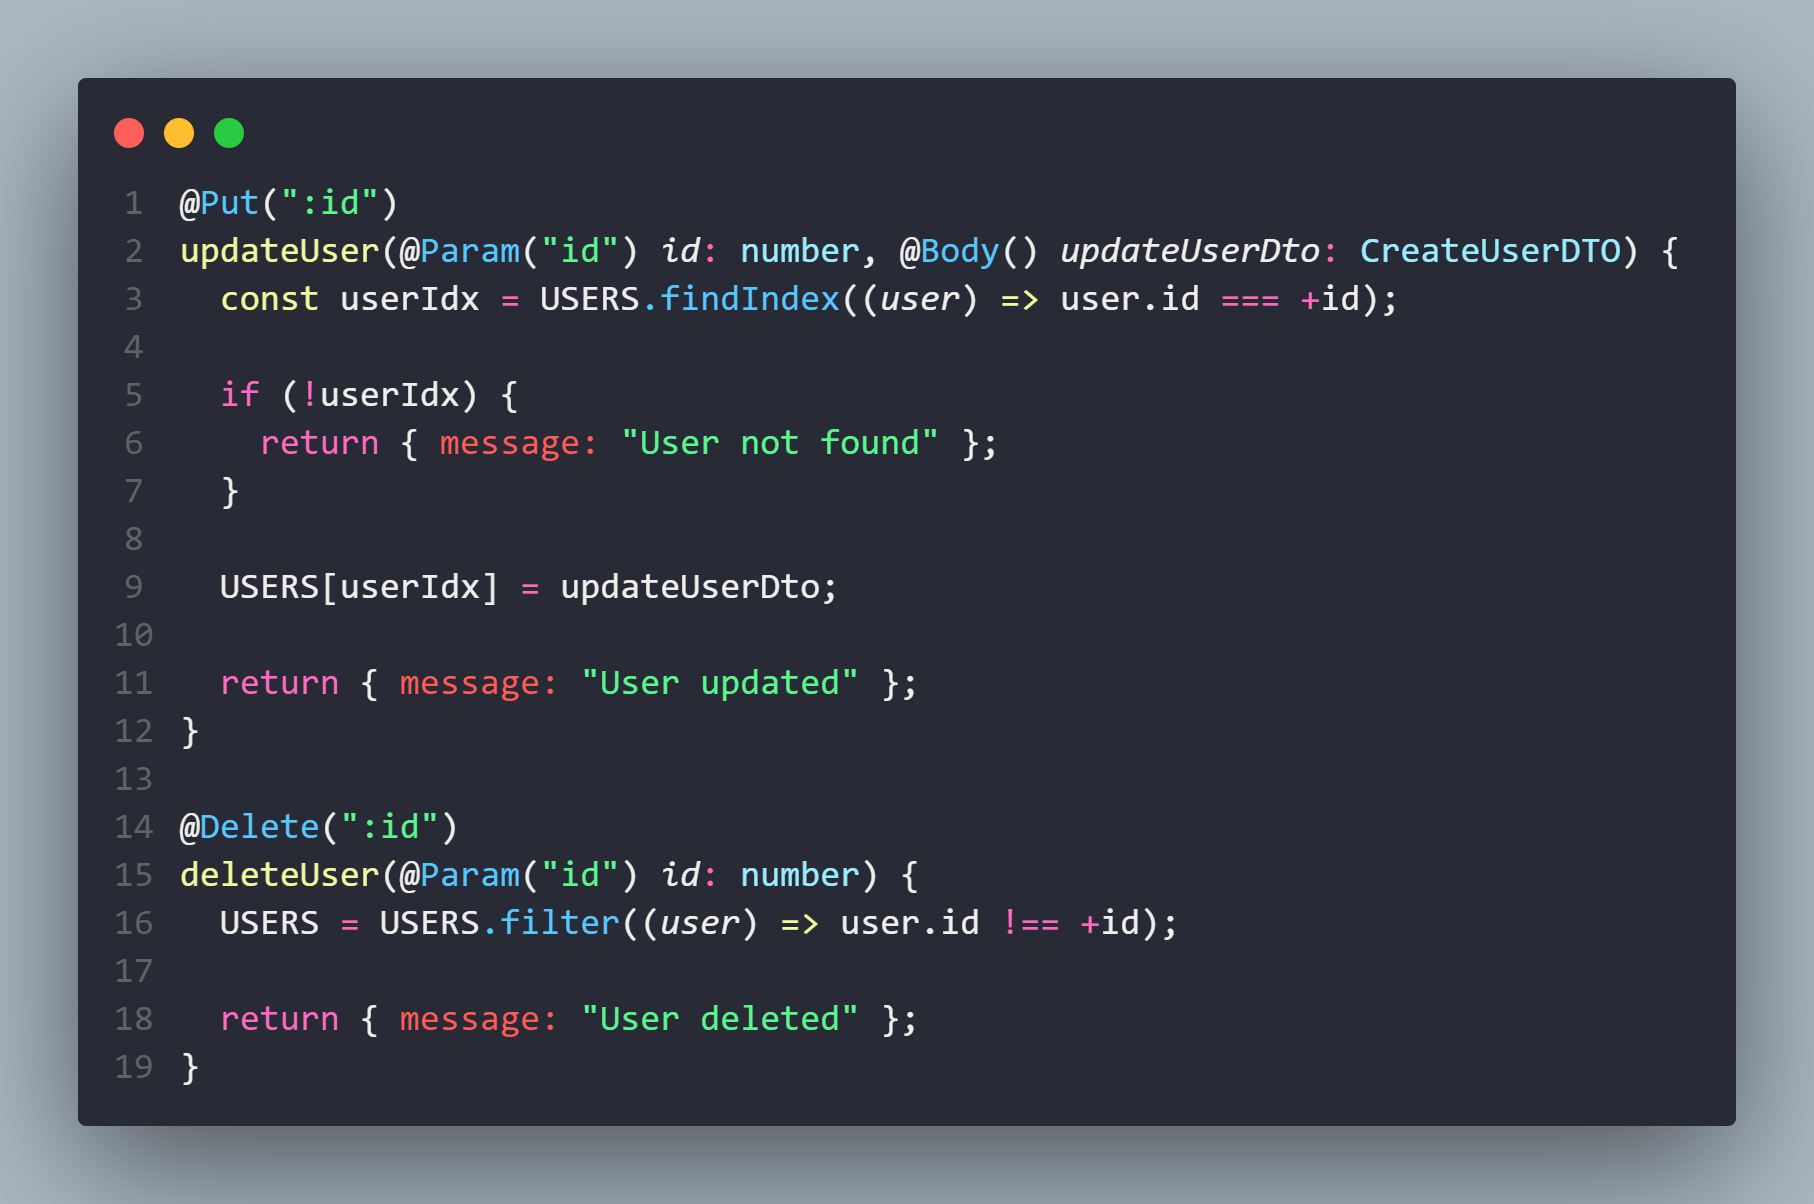 1 @Put(":id")
2 updateUser(@Param("id") id: number, @Body() updateUserDto: CreateUserDTO) {
3   const userIdx = USERS.findIndex((user) => user.id === +id);
4
5   if (!userIdx) {
6     return { message: "User not found" };
7   }
8
9   USERS[userIdx] = updateUserDto;
10
11   return { message: "User updated" };
12 }
13
14 @Delete(":id")
15 deleteUser(@Param("id") id: number) {
16   USERS = USERS.filter((user) => user.id !== +id);
17
18   return { message: "User deleted" };
19 }